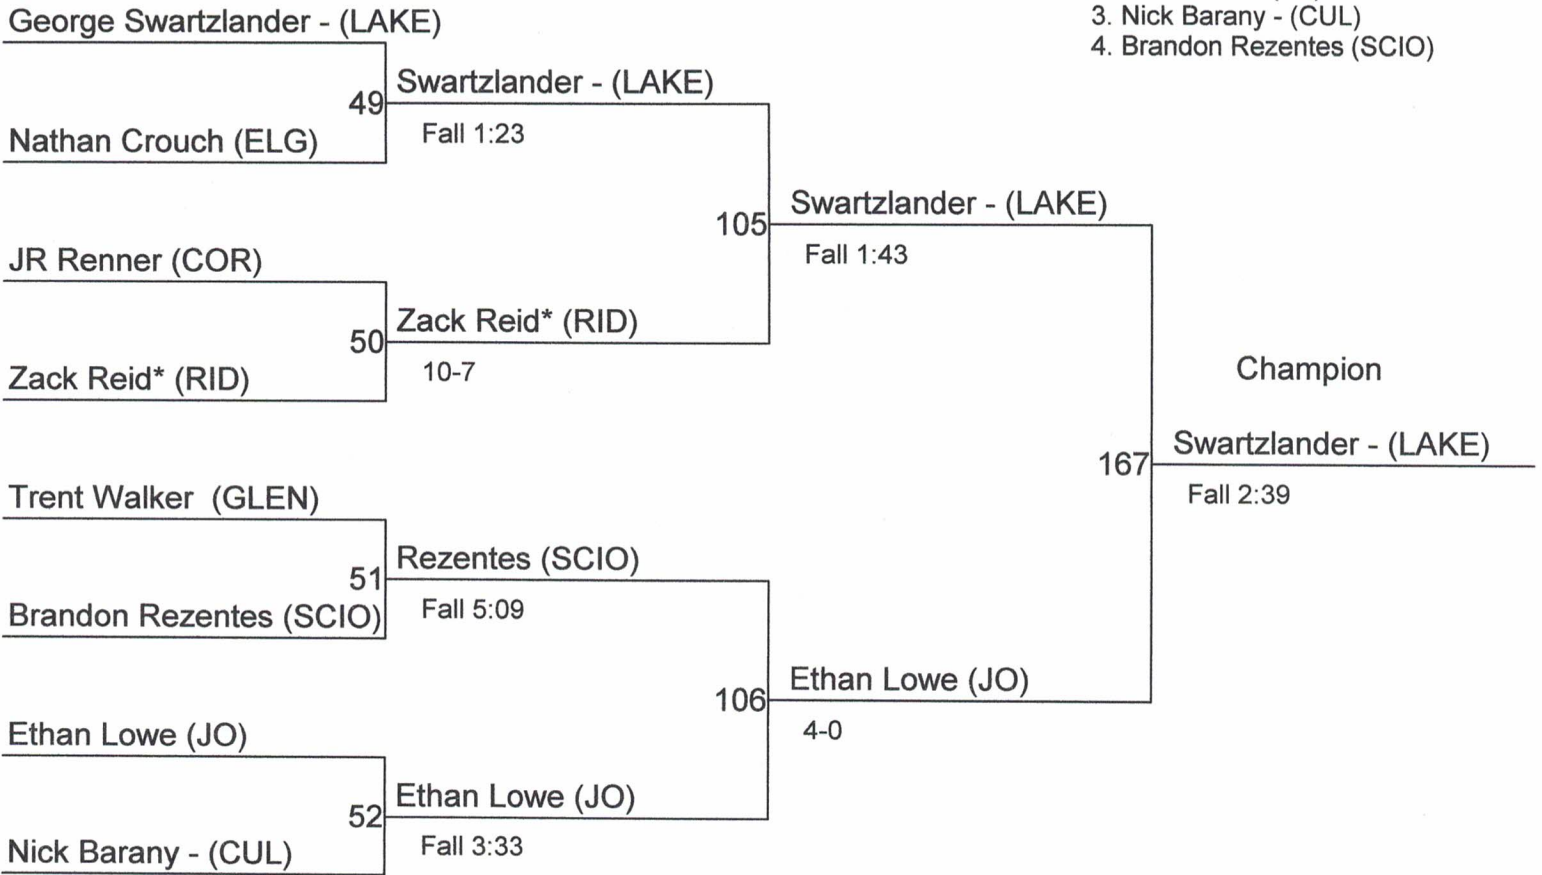 3. Nick Barany - (CUL)
4. Brandon Rezentes (SCIO)
George Swartzlander - (LAKE)
49
Swartzlander - (LAKE)
Fall 1:23
Nathan Crouch (ELG)
105
Swartzlander - (LAKE)
Fall 1:43
JR Renner (COR)
50
Zack Reid* (RID)
10-7
Zack Reid* (RID)
Champion
167
Swartzlander - (LAKE)
Fall 2:39
Trent Walker (GLEN)
51
Rezentes (SCIO)
Fall 5:09
Brandon Rezentes (SCIO)
106
Ethan Lowe (JO)
4-0
Ethan Lowe (JO)
52
Ethan Lowe (JO)
Fall 3:33
Nick Barany - (CUL)